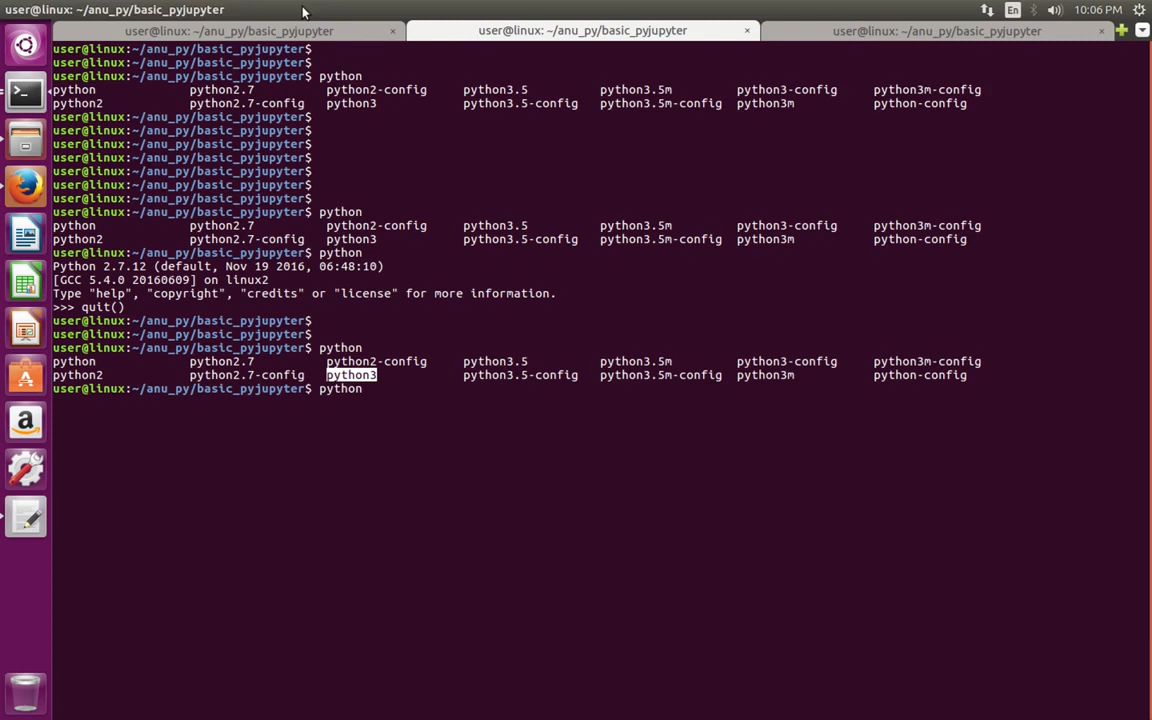 user@linux: ~/anu_py/basic_pyjupyter
En
10:06 PM
user@linux: ~/anu_py/basic_pyjupyter × user@linux: ~/anu_py/basic_pyjupyter × user@linux: ~/anu_py/basic_pyjupyter ×
user@linux:~/anu_py/basic_pyjupyter$
user@linux:~/anu_py/basic_pyjupyter$
user@linux:~/anu_py/basic_pyjupyter$ python
python python2.7 python2-config python3.5 python3.5m python3-config python3m-config
python2 python2.7-config python3 python3.5-config python3.5m-config python3m python-config
user@linux:~/anu_py/basic_pyjupyter$
user@linux:~/anu_py/basic_pyjupyter$
user@linux:~/anu_py/basic_pyjupyter$
user@linux:~/anu_py/basic_pyjupyter$
user@linux:~/anu_py/basic_pyjupyter$
user@linux:~/anu_py/basic_pyjupyter$
user@linux:~/anu_py/basic_pyjupyter$
user@linux:~/anu_py/basic_pyjupyter$ python
python python2.7 python2-config python3.5 python3.5m python3-config python3m-config
python2 python2.7-config python3 python3.5-config python3.5m-config python3m python-config
user@linux:~/anu_py/basic_pyjupyter$ python
Python 2.7.12 (default, Nov 19 2016, 06:48:10)
[GCC 5.4.0 20160609] on linux2
Type "help", "copyright", "credits" or "license" for more information.
>>> quit()
user@linux:~/anu_py/basic_pyjupyter$
user@linux:~/anu_py/basic_pyjupyter$
user@linux:~/anu_py/basic_pyjupyter$ python
python python2.7 python2-config python3.5 python3.5m python3-config python3m-config
python2 python2.7-config python3 python3.5-config python3.5m-config python3m python-config
user@linux:~/anu_py/basic_pyjupyter$ python